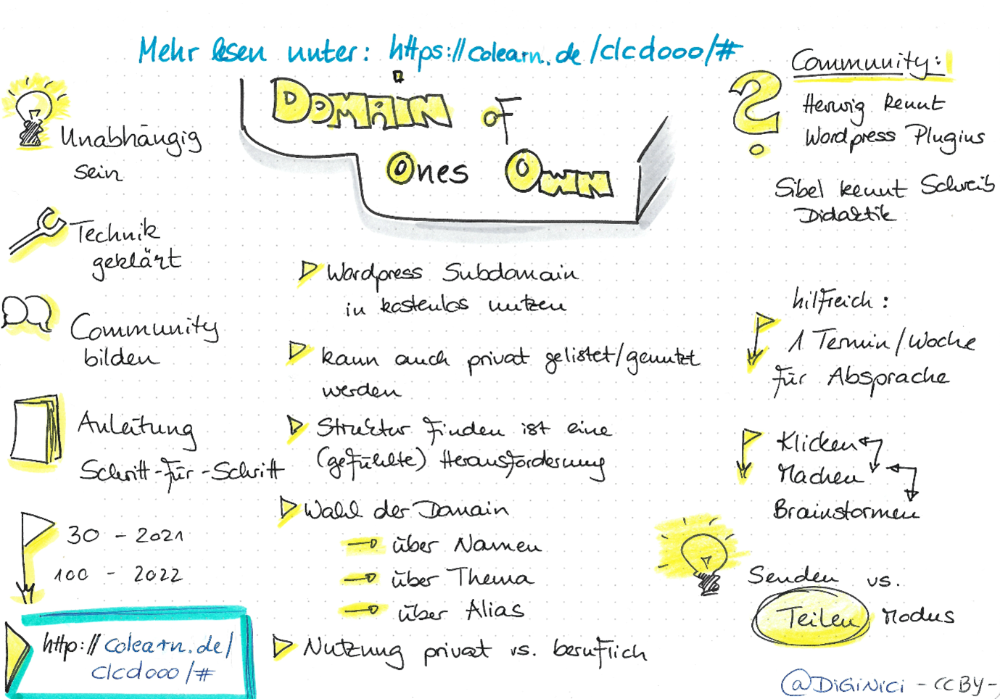 Mehr lesen unter: https://colearn.de/clcdooo/#
DOMAIN OF
ONES OWN
Unabhängig
sein
Technik
geklärt
Community
bilden
Anleitung
Schritt-für-Schritt
30 - 2021
100 - 2022
http://colearn.de/
clcdooo/#
Wordpress Subdomain
in kostenlos nutzen
kann auch privat gelistet/genutzt
werden
Struktur finden ist eine
(gefühlte) Herausforderung
Wahl der Domain
über Namen
über Thema
über Alias
Nutzung privat vs. beruflich
Community:
Herwig kennt
Wordpress Plugins
Sibel kennt Schreib
Didaktik
hilfreich:
1 Termin/Woche
für Absprache
Klicken
Machen
Brainstormen
Senden vs.
Teilen Modus
@DiGiNiCi - CC BY -